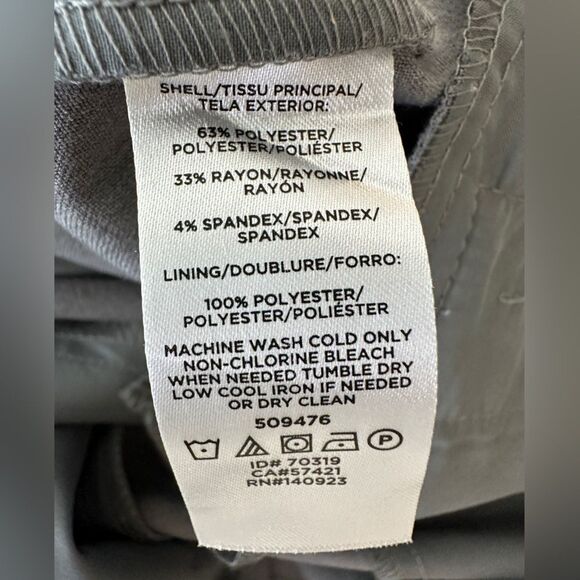 SHELL/TISSU PRINCIPAL/
TELA EXTERIOR:
63% POLYESTER/
POLYESTER/POLIÉSTER
33% RAYON/RAYONNE/
RAYÓN
4% SPANDEX/SPANDEX/
SPANDEX
LINING/DOUBLURE/FORRO:
100% POLYESTER/
POLYESTER/POLIÉSTER
MACHINE WASH COLD ONLY
NON-CHLORINE BLEACH
WHEN NEEDED TUMBLE DRY
LOW COOL IRON IF NEEDED
OR DRY CLEAN
509476
P
ID# 70319
CA#57421
RN#140923